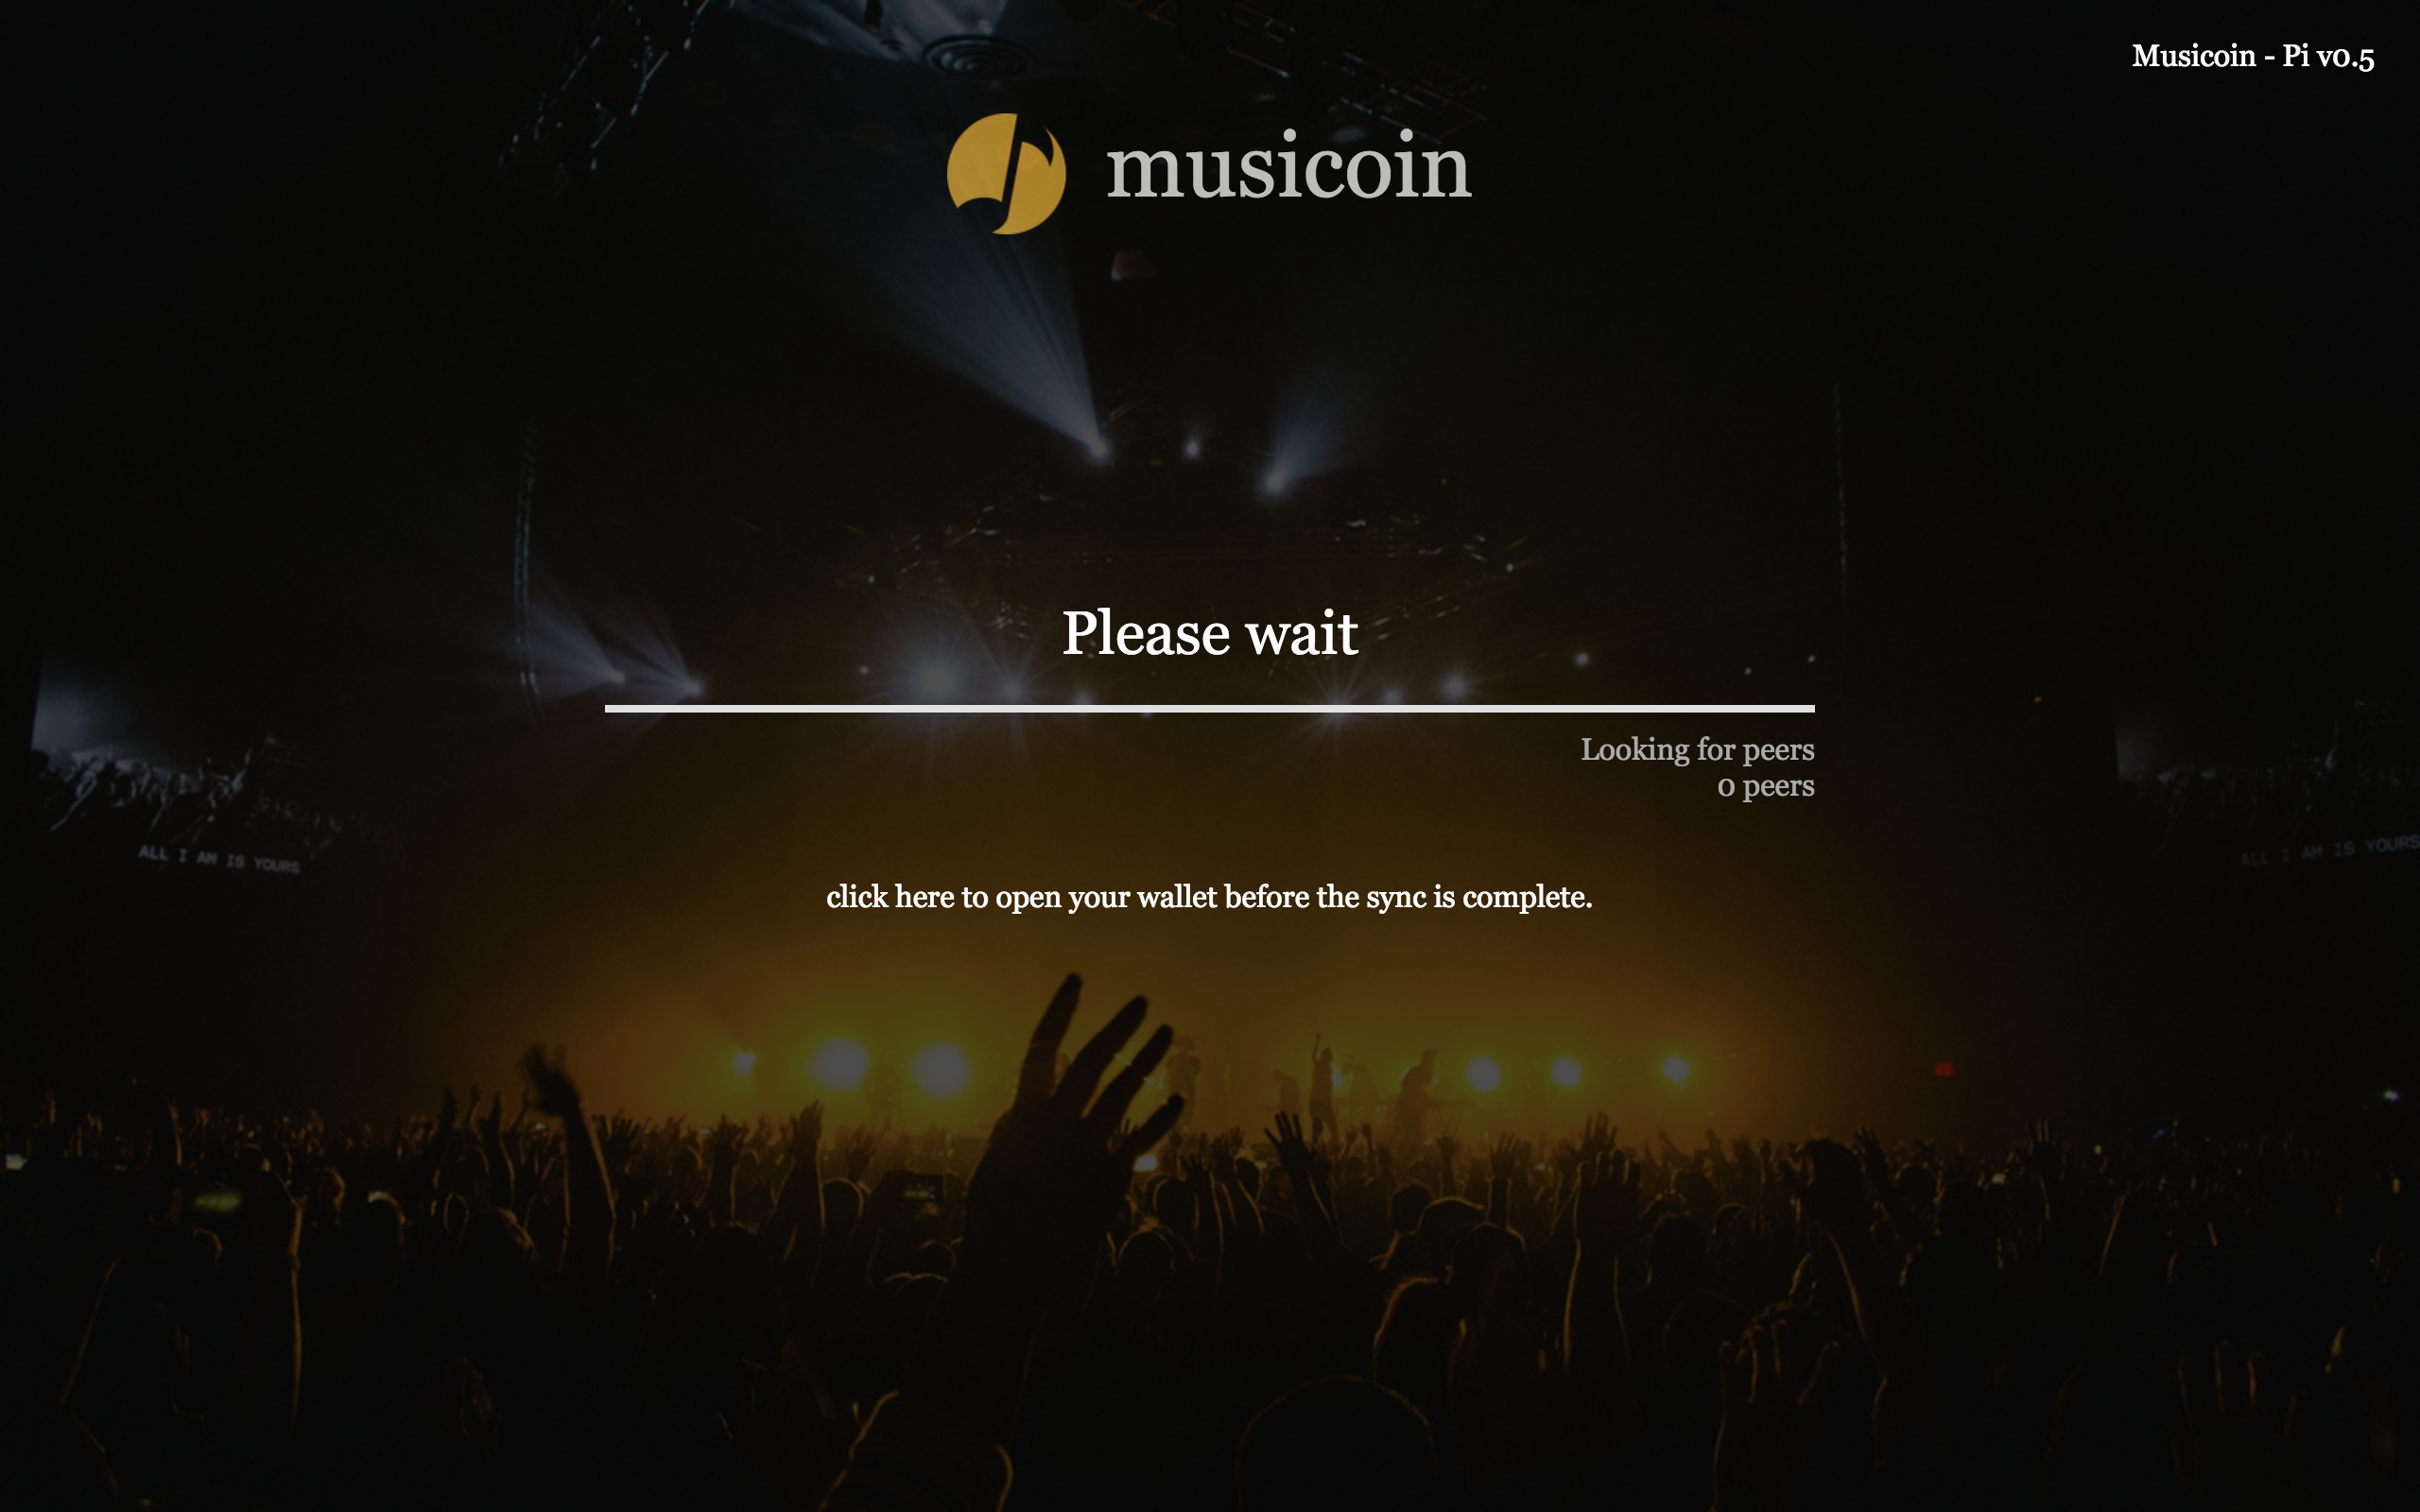 Musicoin - Pi v0.5
musicoin
Please wait
Looking for peers
0 peers
ALL I AM IS YOURS
ALL I AM IS YOURS
click here to open your wallet before the sync is complete.